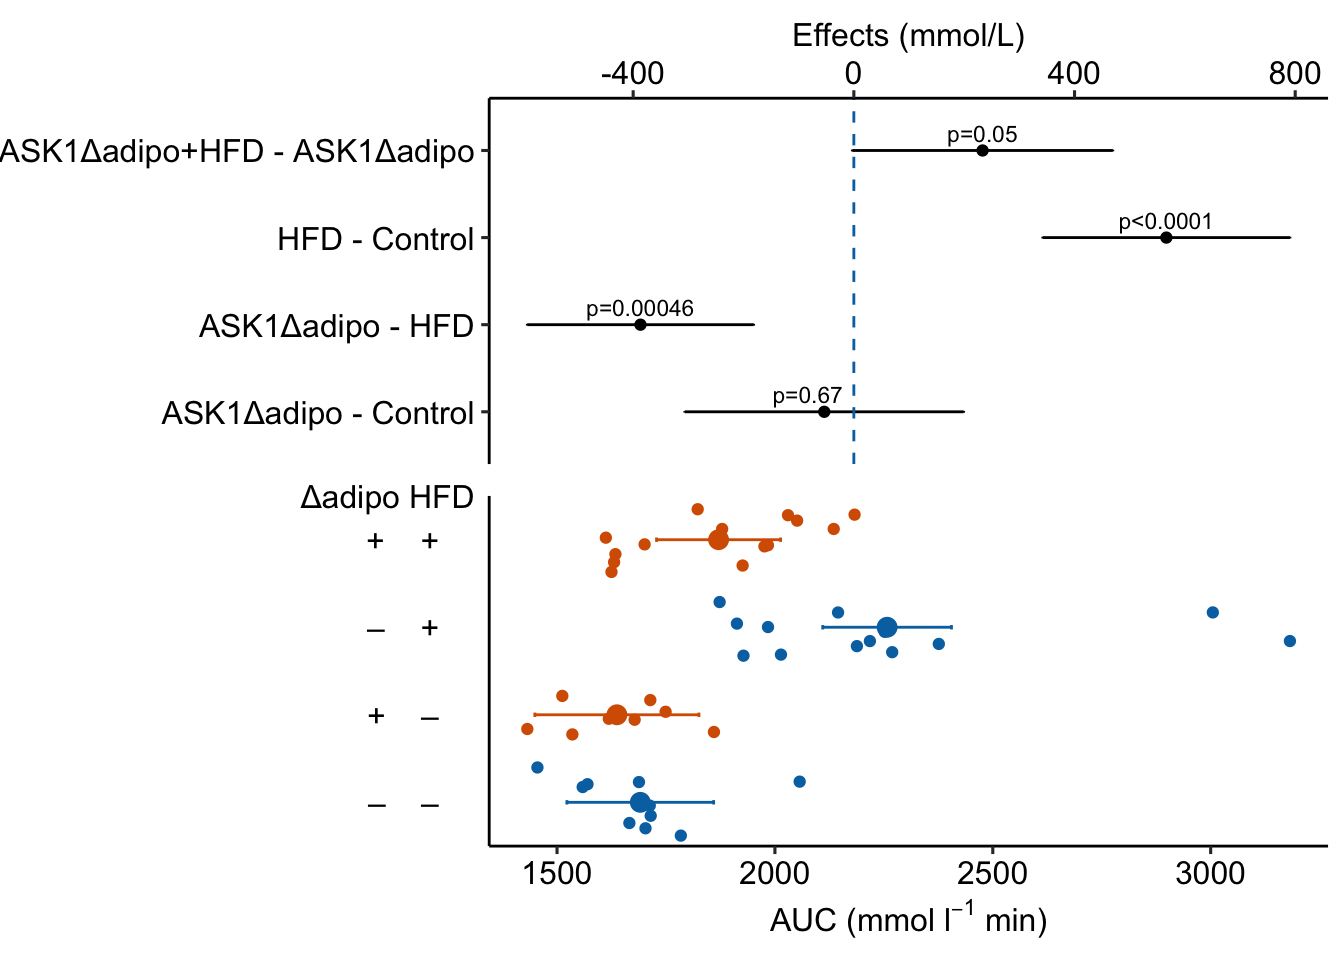 Effects (mmol/L)
-400 0 400 800
ASK1Δadipo+HFD - ASK1Δadipo
p=0.05
HFD - Control
p<0.0001
ASK1Δadipo - HFD
p=0.00046
ASK1Δadipo - Control
p=0.67
Δadipo HFD
+ +
– +
+ –
– –
1500 2000 2500 3000
AUC (mmol l⁻¹ min)